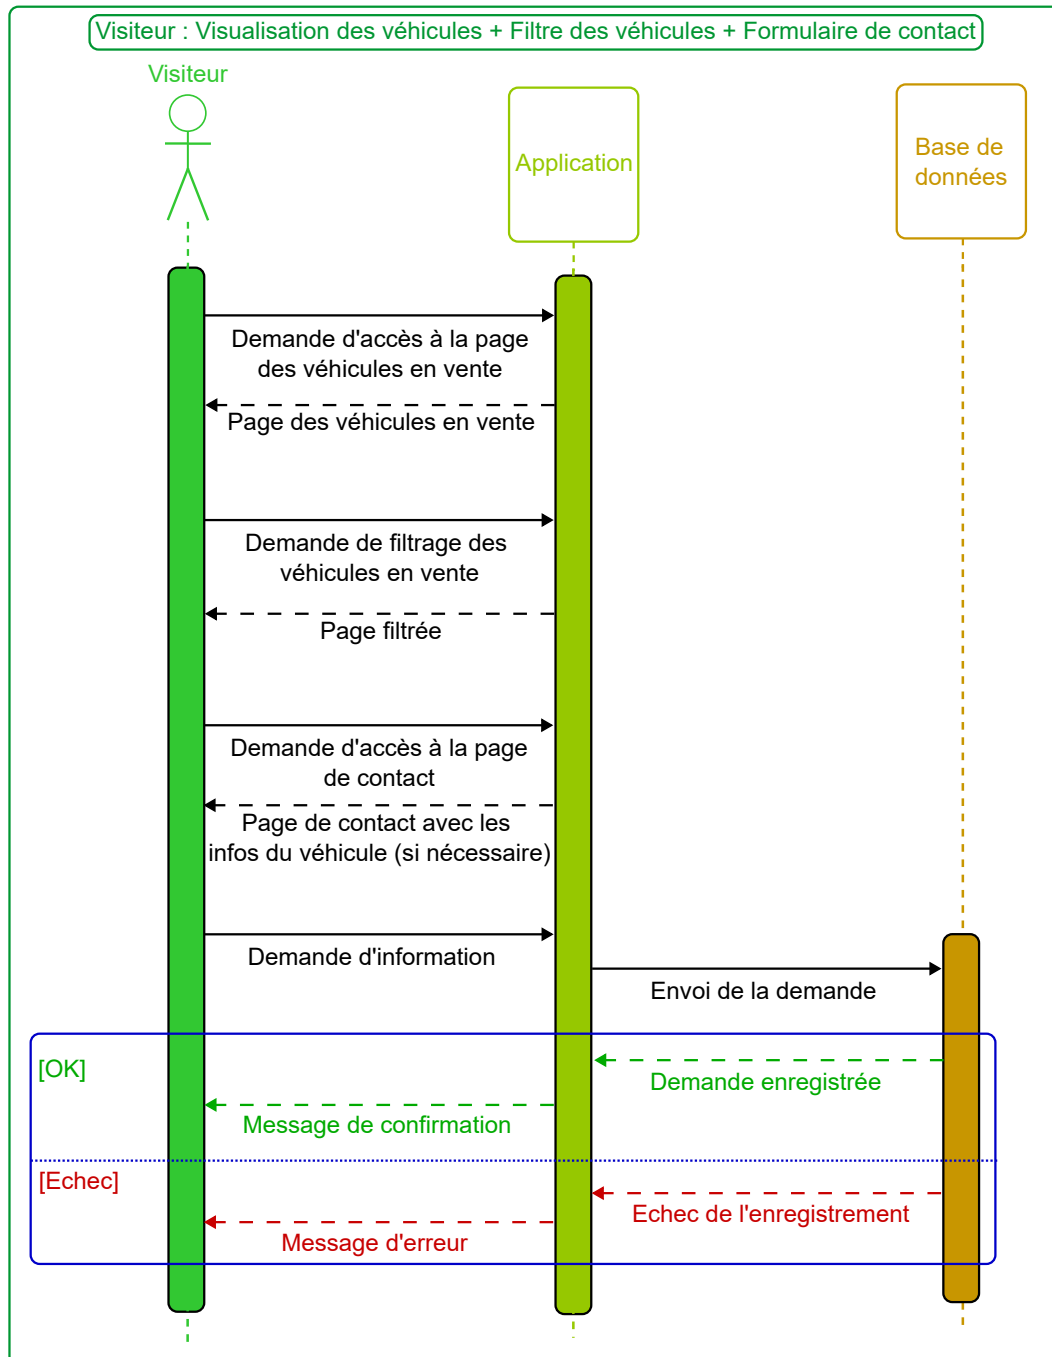 Visiteur : Visualisation des véhicules + Filtre des véhicules + Formulaire de contact
Visiteur
Application
Base de
données
Demande d'accès à la page
des véhicules en vente
Page des véhicules en vente
Demande de filtrage des
véhicules en vente
Page filtrée
Demande d'accès à la page
de contact
Page de contact avec les
infos du véhicule (si nécessaire)
Demande d'information
Envoi de la demande
[OK]
Demande enregistrée
Message de confirmation
[Echec]
Echec de l'enregistrement
Message d'erreur